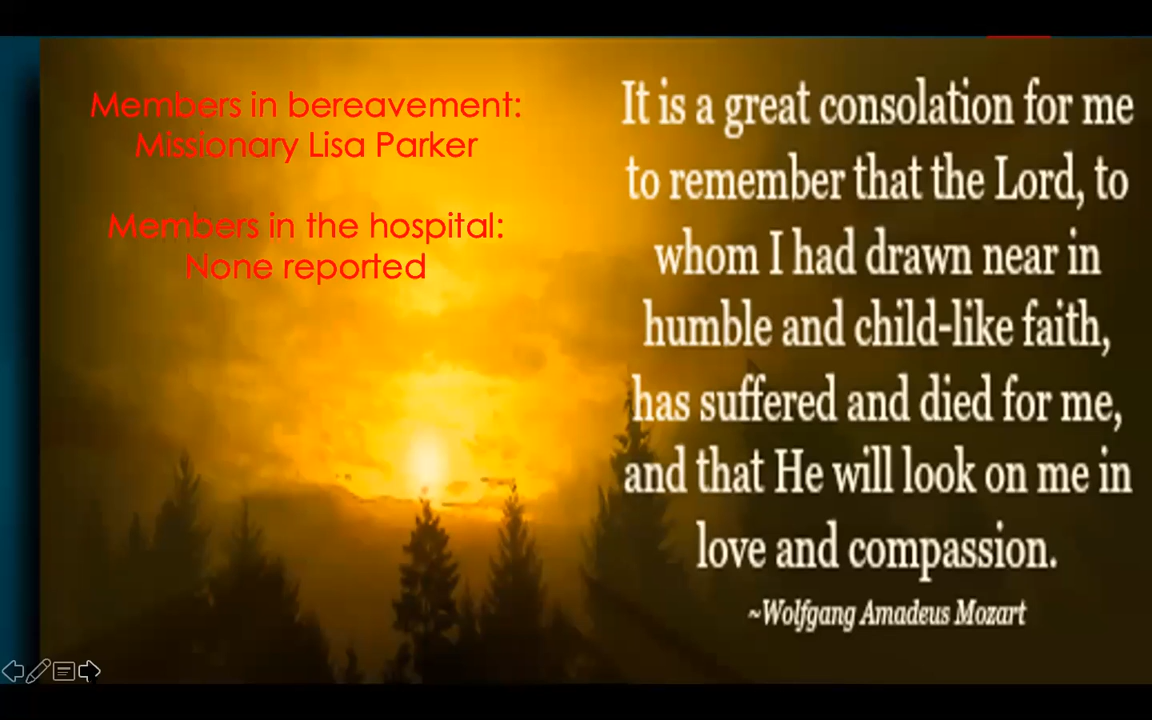 Members in bereavement:
Missionary Lisa Parker
Members in the hospital:
None reported
It is a great consolation for me
to remember that the Lord, to
whom I had drawn near in
humble and child-like faith,
has suffered and died for me,
and that He will look on me in
love and compassion.
~Wolfgang Amadeus Mozart